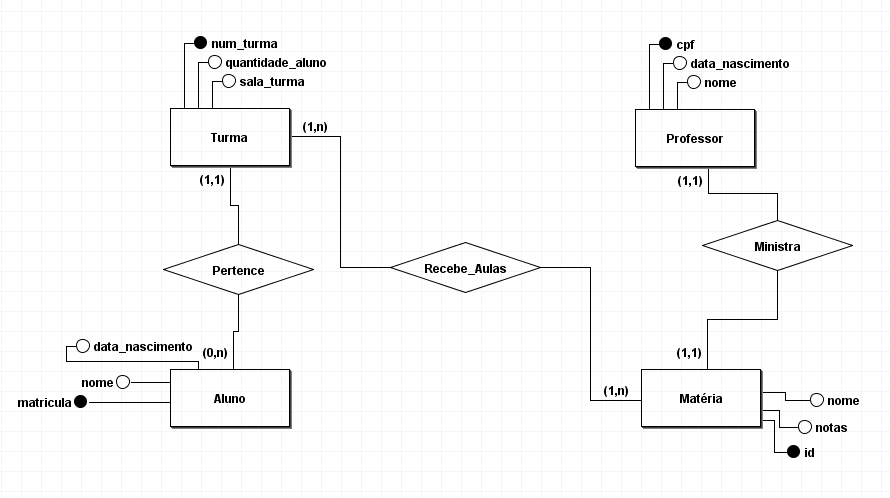 num_turma
quantidade_aluno
sala_turma
Turma
(1,n)
(1,1)
Pertence
(0,n)
data_nascimento
nome
matricula
Aluno
Recebe_Aulas
cpf
data_nascimento
nome
Professor
(1,1)
Ministra
(1,1)
(1,n)
Matéria
nome
notas
id